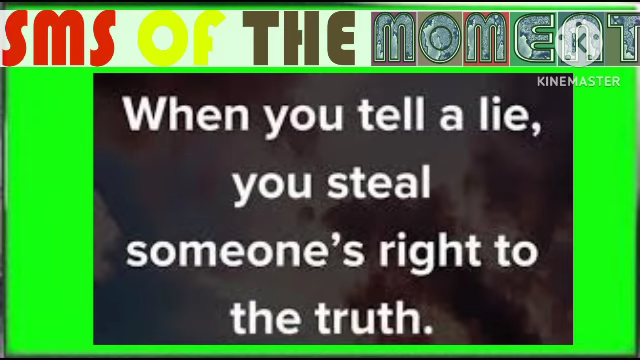 SMS OF THE MOMENT
KINEMASTER
When you tell a lie,
you steal
someone's right to
the truth.